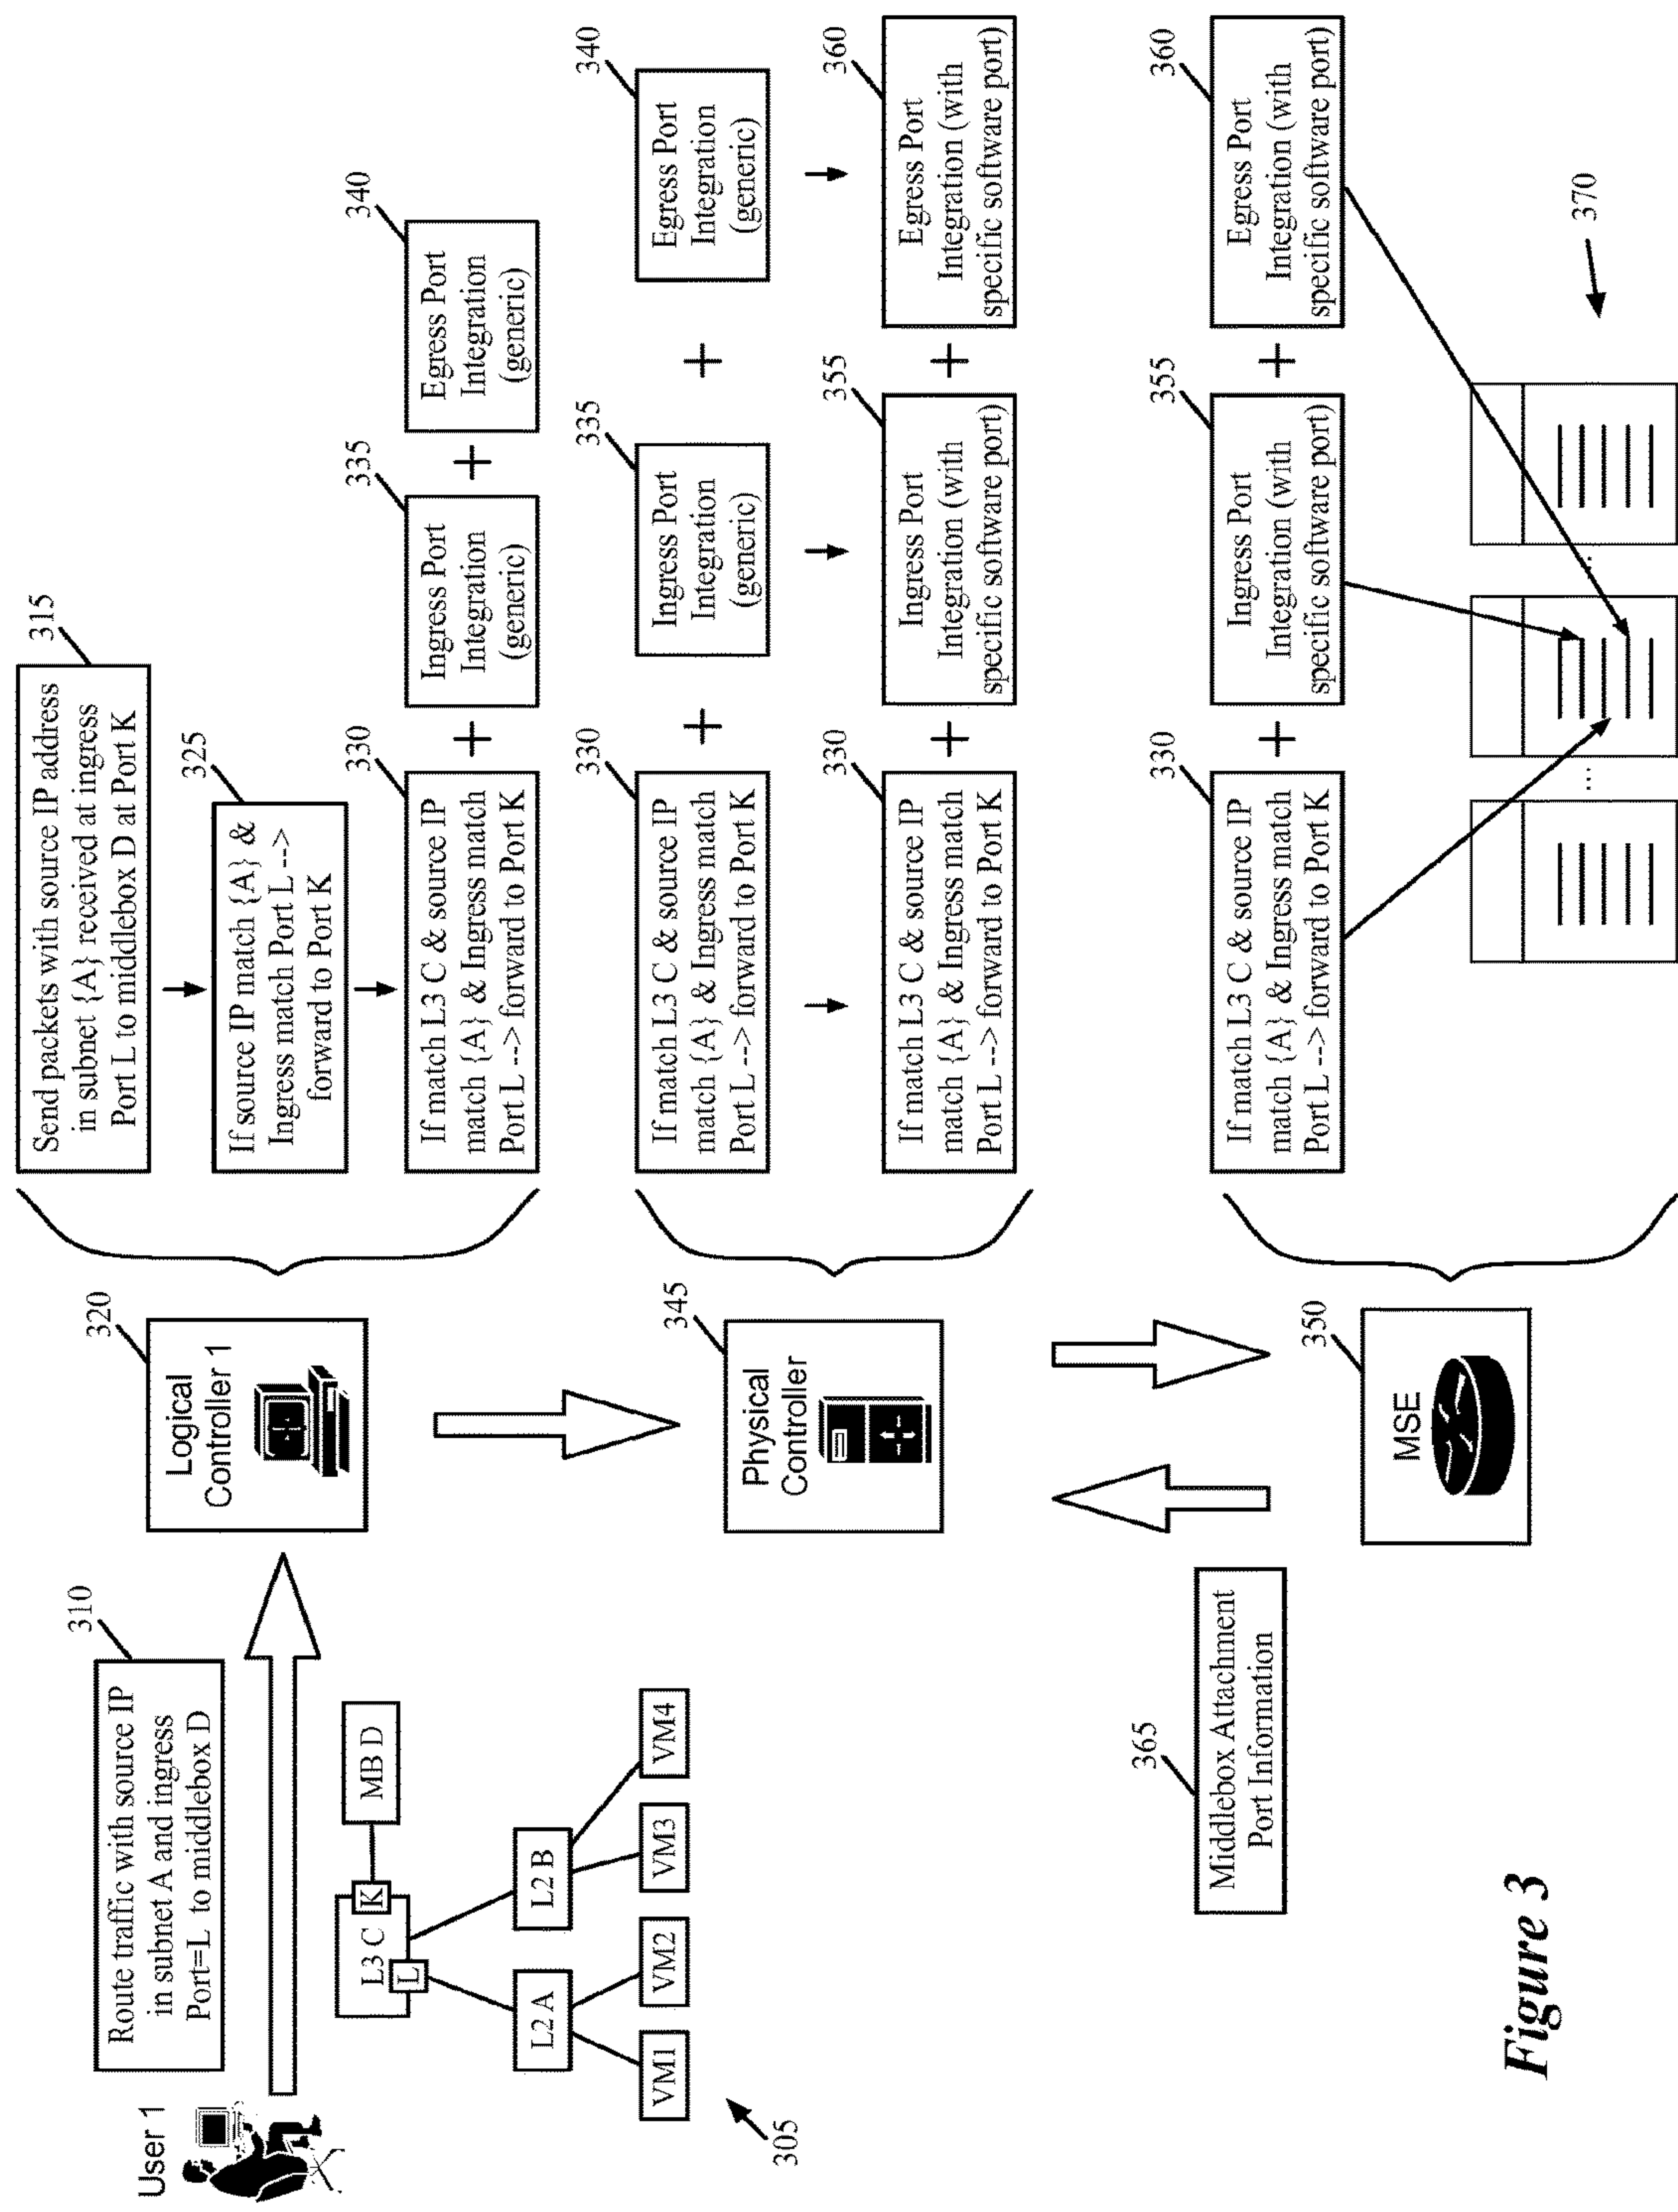 User 1
310
Route traffic with source IP
in subnet A and ingress
Port=L to middlebox D
L3 C
K
L
MB D
L2 A
L2 B
VM1
VM2
VM3
VM4
305
320
Logical
Controller 1
315
Send packets with source IP address
in subnet {A} received at ingress
Port L to middlebox D at Port K
325
If source IP match {A} &
Ingress match Port L -->
forward to Port K
330
If match L3 C & source IP
match {A} & Ingress match
Port L --> forward to Port K
+
335
Ingress Port
Integration
(generic)
+
340
Egress Port
Integration
(generic)
345
Physical
Controller
330
If match L3 C & source IP
match {A} & Ingress match
Port L --> forward to Port K
+
335
Ingress Port
Integration
(generic)
+
340
Egress Port
Integration
(generic)
330
If match L3 C & source IP
match {A} & Ingress match
Port L --> forward to Port K
+
355
Ingress Port
Integration (with
specific software port)
+
360
Egress Port
Integration (with
specific software port)
365
Middlebox Attachment
Port Information
350
MSE
330
If match L3 C & source IP
match {A} & Ingress match
Port L --> forward to Port K
+
355
Ingress Port
Integration (with
specific software port)
+
360
Egress Port
Integration (with
specific software port)
...
...
370
Figure 3